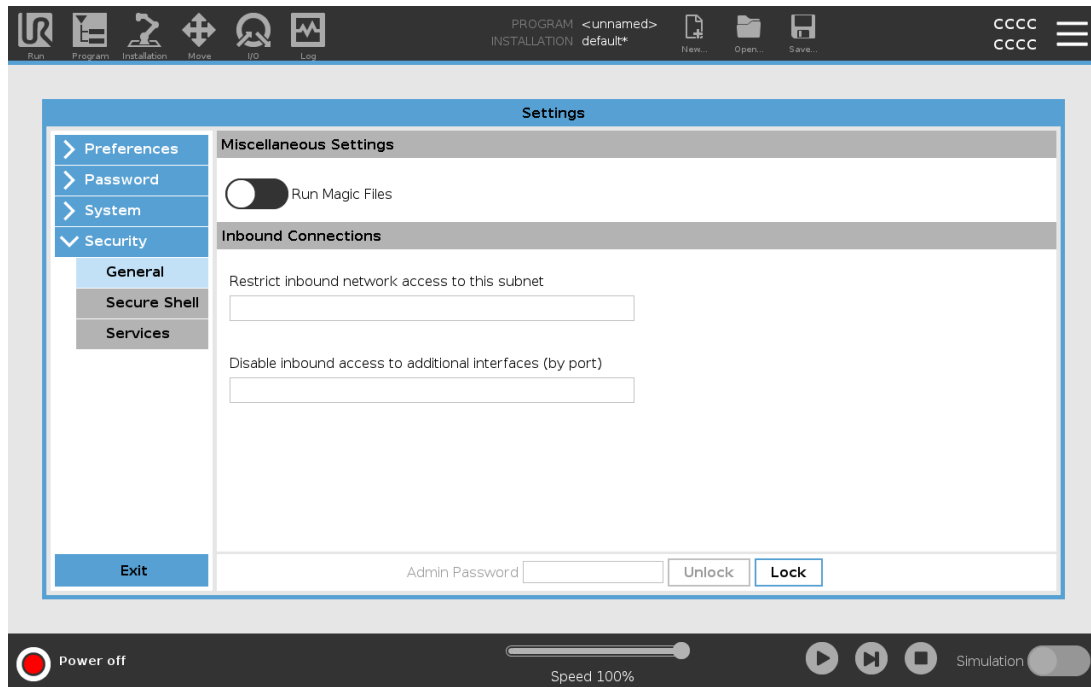 PROGRAM <unnamed>
INSTALLATION default*
CCCC
CCCC
Run Program Installation Move I/O Log New... Open... Save...
Settings
Preferences
Password
System
Security
General
Secure Shell
Services
Exit
Miscellaneous Settings
Run Magic Files
Inbound Connections
Restrict inbound network access to this subnet
Disable inbound access to additional interfaces (by port)
Admin Password Unlock Lock
Power off
Speed 100%
Simulation